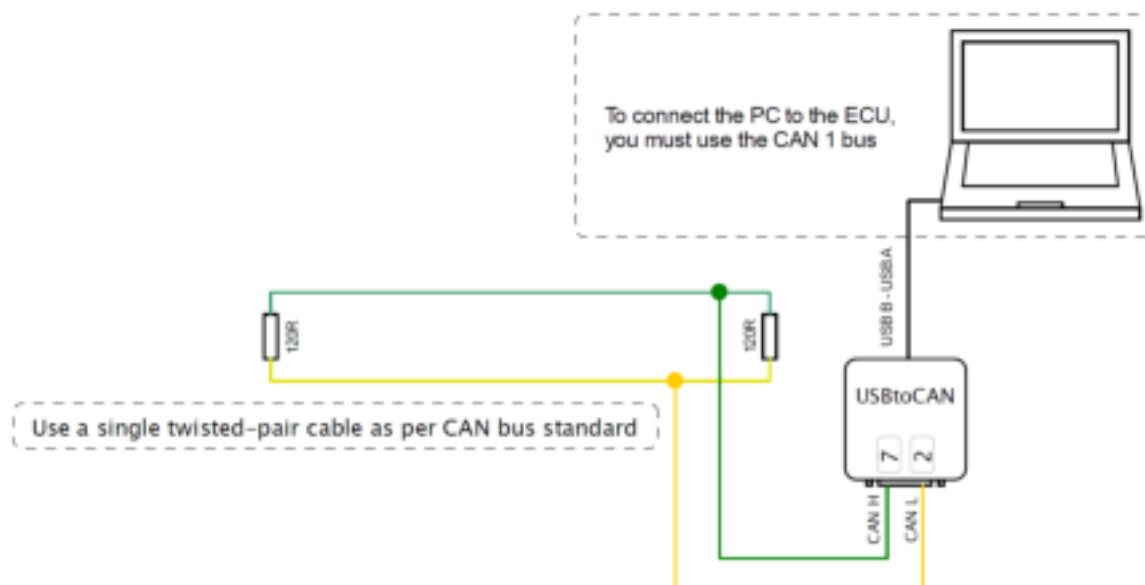 To connect the PC to the ECU,
you must use the CAN 1 bus
USB B - USB A
120R
120R
USBtoCAN
Use a single twisted-pair cable as per CAN bus standard
7
2
CAN H
CAN L